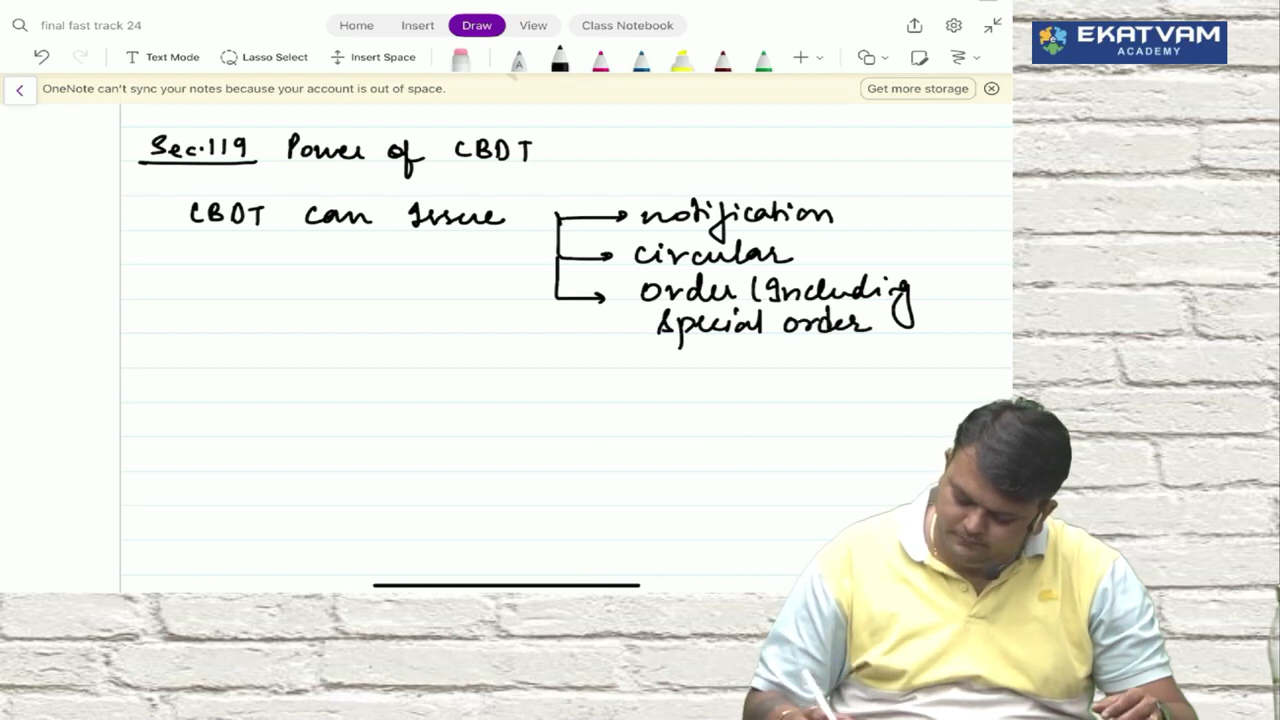 final fast track 24
Home Insert Draw View Class Notebook
Text Mode Lasso Select Insert Space
OneNote can't sync your notes because your account is out of space.
Get more storage
EKATVAM
ACADEMY
Sec.119 Power of CBDT
CBDT can Issue
notification
circular
order (Including
special order